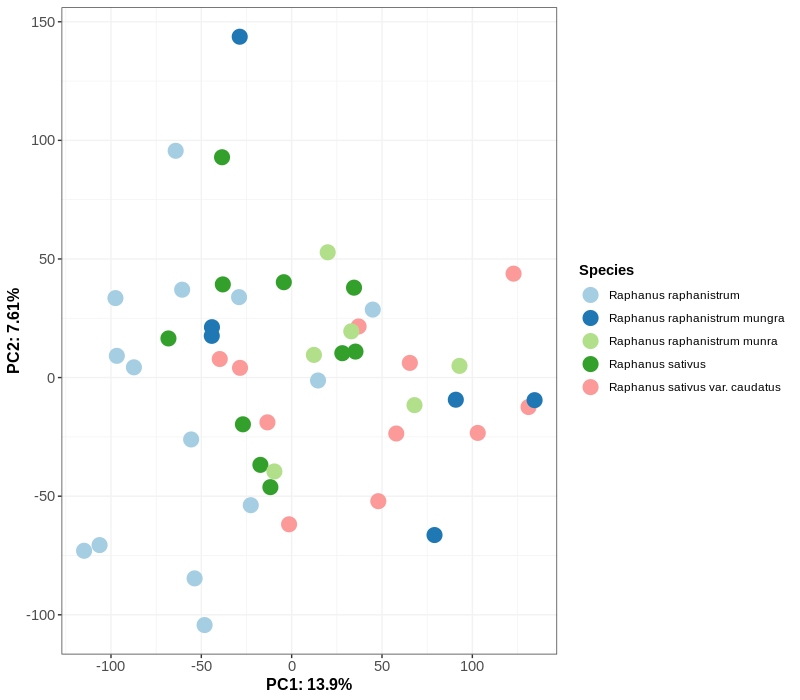 150
100
50
0
-50
-100
PC2: 7.61%
-100 -50 0 50 100
PC1: 13.9%
Species
Raphanus raphanistrum
Raphanus raphanistrum mungra
Raphanus raphanistrum munra
Raphanus sativus
Raphanus sativus var. caudatus